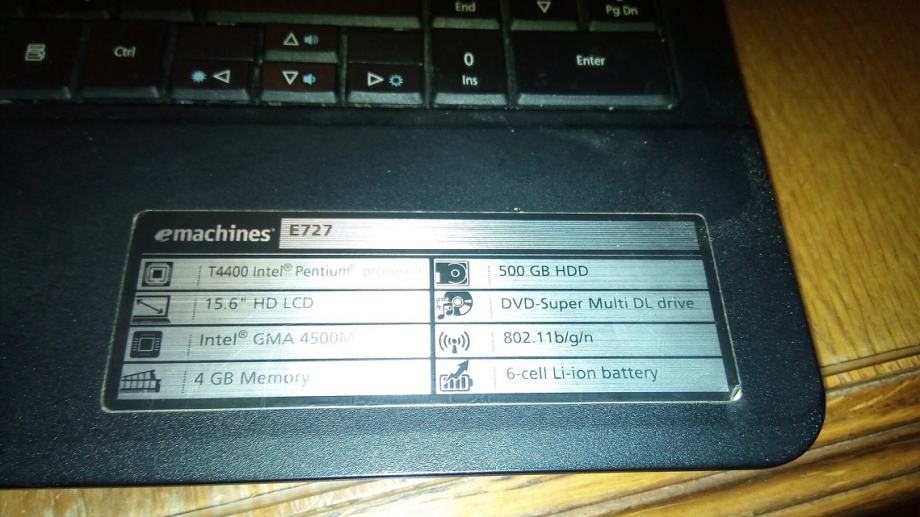 End
Pg Dn
Ctrl
0
Ins
Enter
emachines E727
T4400 Intel® Pentium® processor
500 GB HDD
15.6" HD LCD
DVD-Super Multi DL drive
Intel® GMA 4500M
802.11b/g/n
4 GB Memory
6-cell Li-ion battery